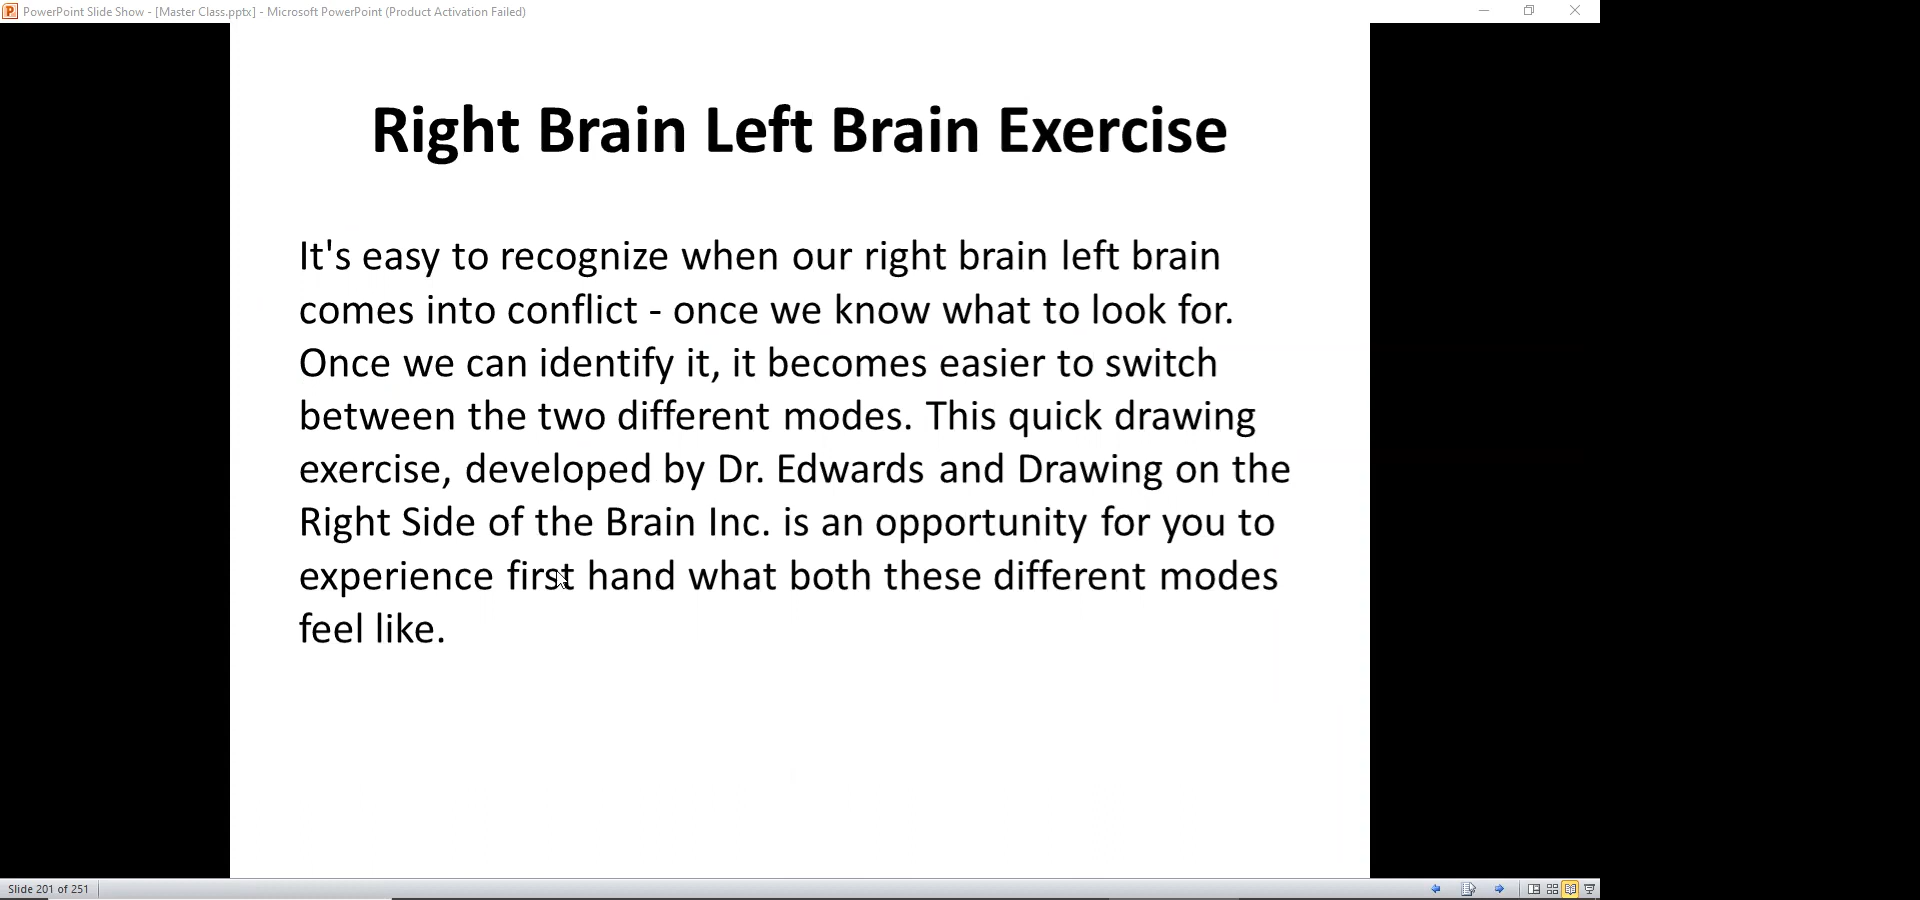 PowerPoint Slide Show - [Master Class.pptx] - Microsoft PowerPoint (Product Activation Failed)
Right Brain Left Brain Exercise
It's easy to recognize when our right brain left brain
comes into conflict - once we know what to look for.
Once we can identify it, it becomes easier to switch
between the two different modes. This quick drawing
exercise, developed by Dr. Edwards and Drawing on the
Right Side of the Brain Inc. is an opportunity for you to
experience first hand what both these different modes
feel like.
Slide 201 of 251